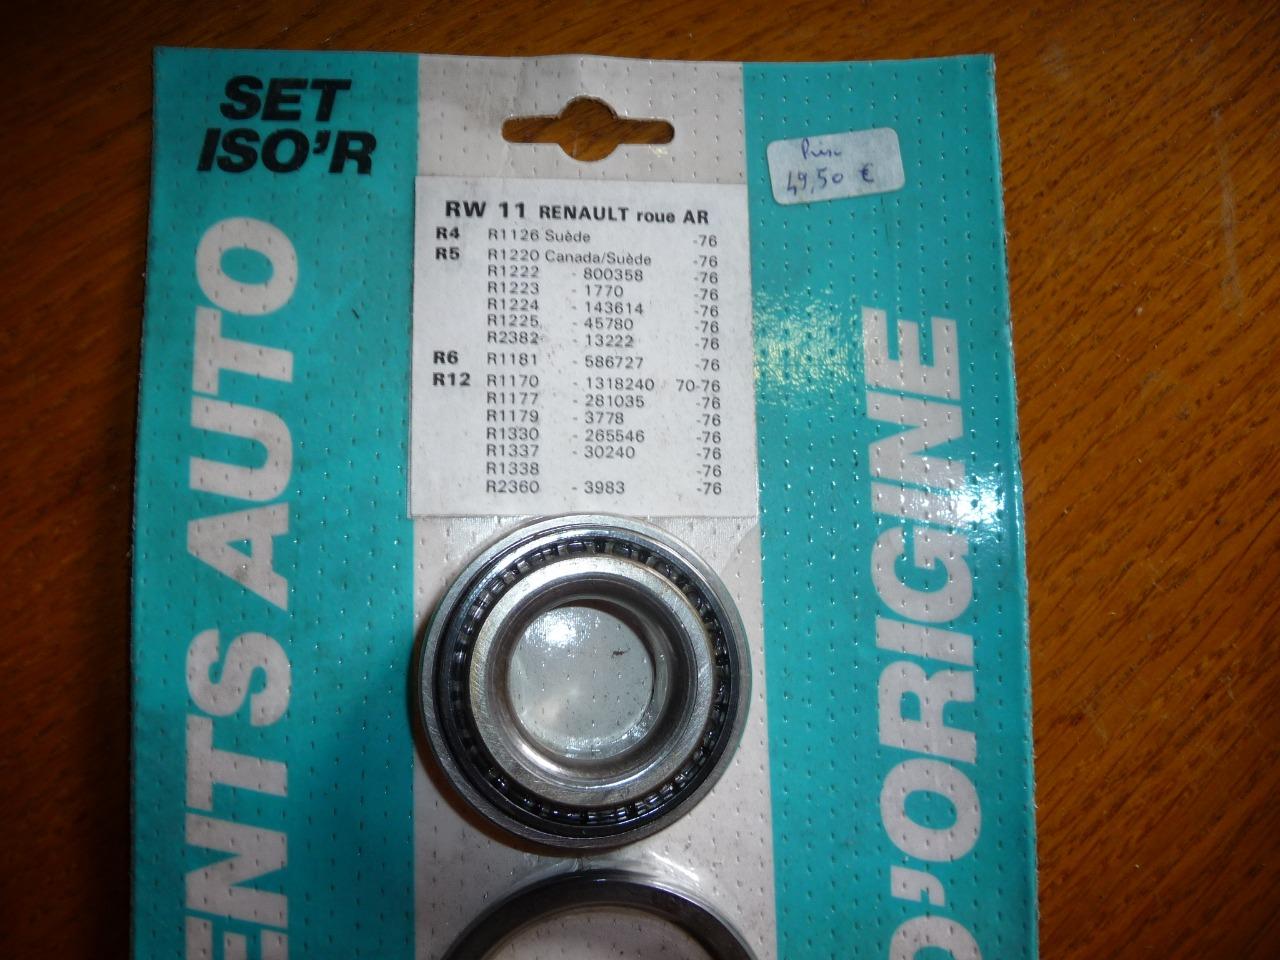 SET
ISO'R
Prix
49,50 €
RW 11 RENAULT roue AR
R4 R1126 Suède -76
R5 R1220 Canada/Suède -76
R1222 - 800358 -76
R1223 - 1770 -76
R1224 - 143614 -76
R1225 - 45780 -76
R2382 - 13222 -76
R6 R1181 - 586727 -76
R12 R1170 - 1318240 70-76
R1177 - 281035 -76
R1179 - 3778 -76
R1330 - 265546 -76
R1337 - 30240 -76
R1338 -76
R2360 - 3983 -76
ENTS AUTO
D'ORIGINE